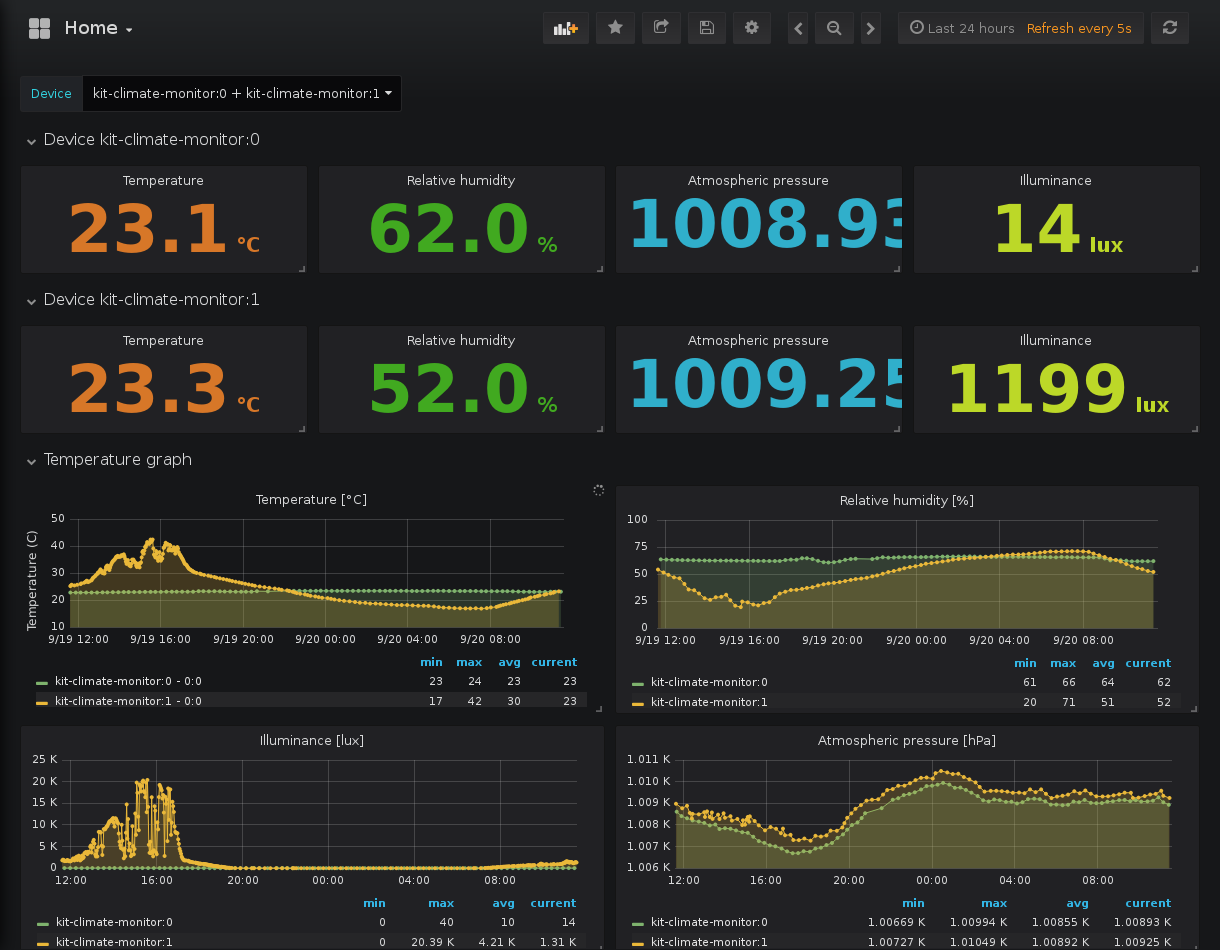 Home
Last 24 hours Refresh every 5s
Device kit-climate-monitor:0 + kit-climate-monitor:1
Device kit-climate-monitor:0
Temperature Relative humidity Atmospheric pressure Illuminance
23.1 °C 62.0 % 1008.93 14 lux
Device kit-climate-monitor:1
Temperature Relative humidity Atmospheric pressure Illuminance
23.3 °C 52.0 % 1009.25 1199 lux
Temperature graph
Temperature [°C]
Temperature (C)
50
40
30
20
10
9/19 12:00 9/19 16:00 9/19 20:00 9/20 00:00 9/20 04:00 9/20 08:00
min max avg current
kit-climate-monitor:0 - 0:0 23 24 23 23
kit-climate-monitor:1 - 0:0 17 42 30 23
Relative humidity [%]
100
75
50
25
0
9/19 12:00 9/19 16:00 9/19 20:00 9/20 00:00 9/20 04:00 9/20 08:00
min max avg current
kit-climate-monitor:0 61 66 64 62
kit-climate-monitor:1 20 71 51 52
Illuminance [lux]
25 K
20 K
15 K
10 K
5 K
0
12:00 16:00 20:00 00:00 04:00 08:00
min max avg current
kit-climate-monitor:0 0 40 10 14
kit-climate-monitor:1 0 20.39 K 4.21 K 1.31 K
Atmospheric pressure [hPa]
1.011 K
1.010 K
1.009 K
1.008 K
1.007 K
1.006 K
12:00 16:00 20:00 00:00 04:00 08:00
min max avg current
kit-climate-monitor:0 1.00669 K 1.00994 K 1.00855 K 1.00893 K
kit-climate-monitor:1 1.00727 K 1.01049 K 1.00892 K 1.00925 K